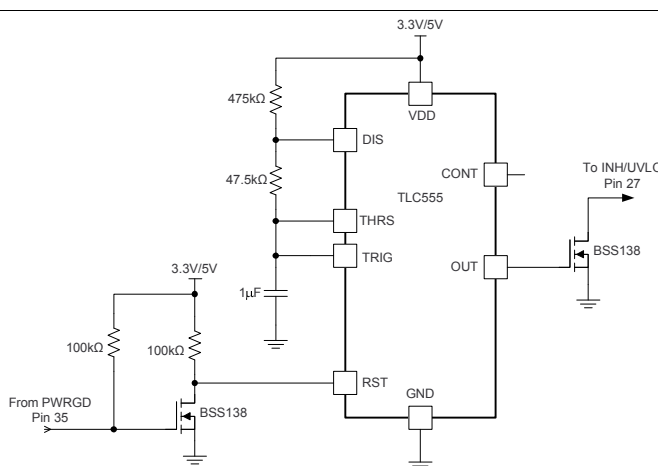 3.3V/5V
475kΩ
VDD
DIS
To INH/UVLO
Pin 27
CONT
47.5kΩ
TLC555
THRS
BSS138
OUT
TRIG
3.3V/5V
1μF
100kΩ
100kΩ
RST
GND
From PWRGD
Pin 35
BSS138